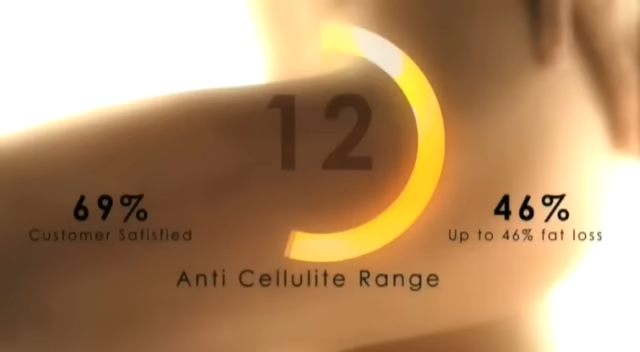 12
69%
Customer Satisfied
46%
Up to 46% fat loss
Anti Cellulite Range